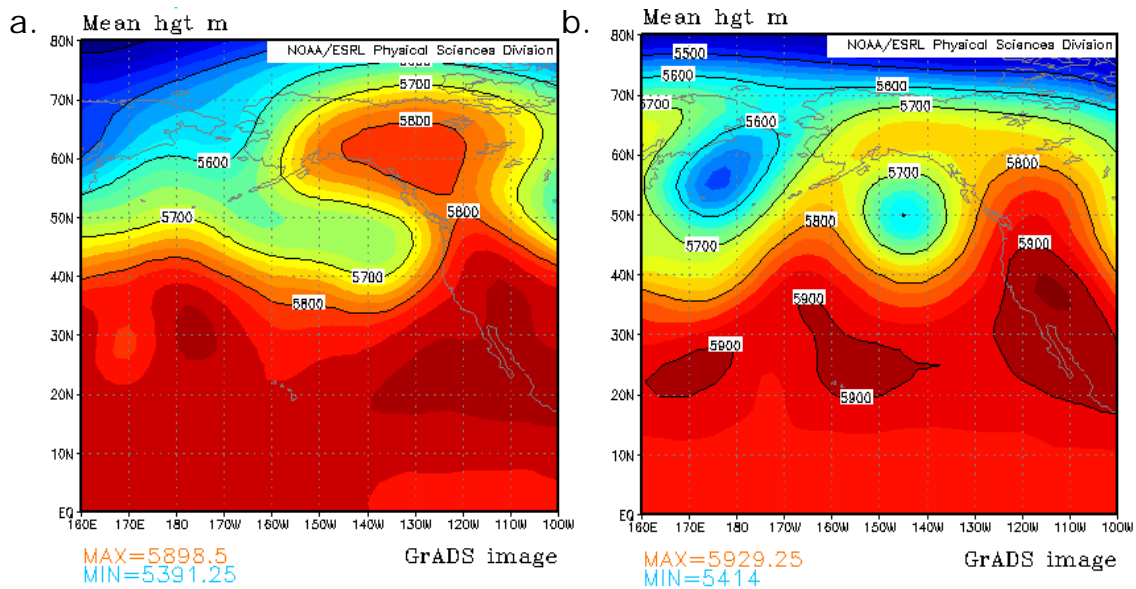 a.
Mean hgt m
NOAA/ESRL Physical Sciences Division
80N
70N
60N
50N
40N
30N
20N
10N
EQ
5700
5800
5600
5700
5800
5700
5800
160E 170E 180 170W 160W 150W 140W 130W 120W 110W 100W
MAX=5898.5
MIN=5391.25
GrADS image
b.
Mean hgt m
NOAA/ESRL Physical Sciences Division
80N
70N
60N
50N
40N
30N
20N
10N
EQ
5500
5600
5600
5700
5700
5600
5700
5800
5700
5800
5900
5900
5900
5900
160E 170E 180 170W 160W 150W 140W 130W 120W 110W 100W
MAX=5929.25
MIN=5414
GrADS image